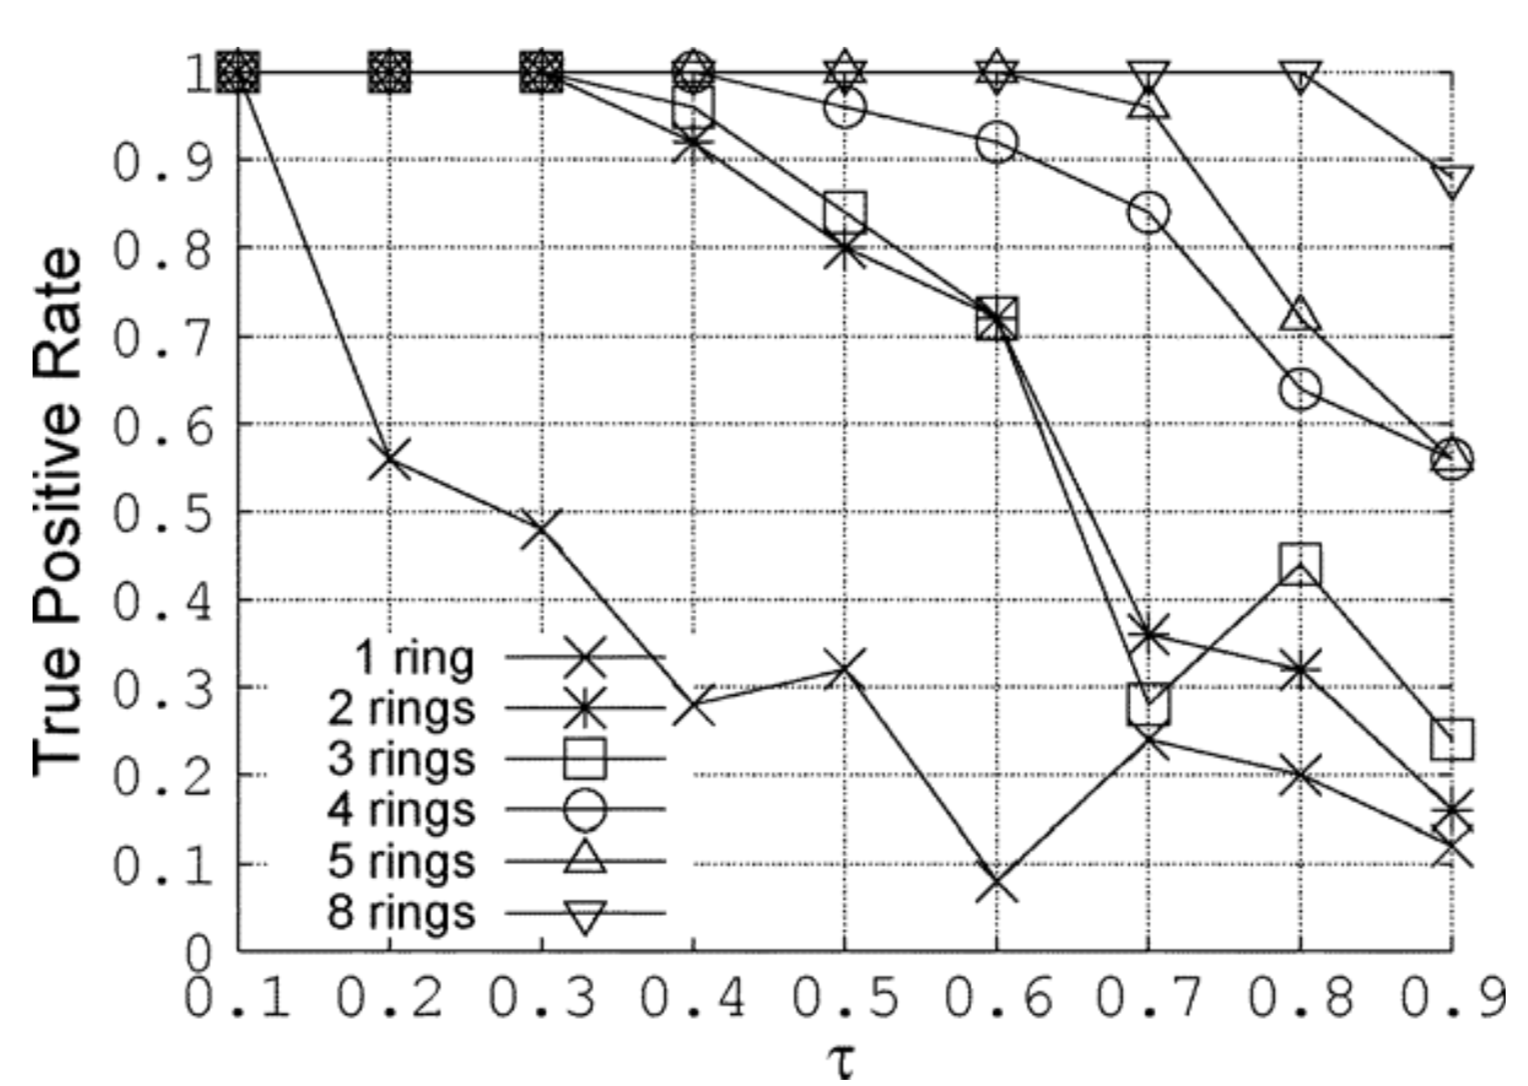 True Positive Rate
1
0.9
0.8
0.7
0.6
0.5
0.4
0.3
0.2
0.1
0
1 ring
2 rings
3 rings
4 rings
5 rings
8 rings
0.1 0.2 0.3 0.4 0.5 0.6 0.7 0.8 0.9
τ